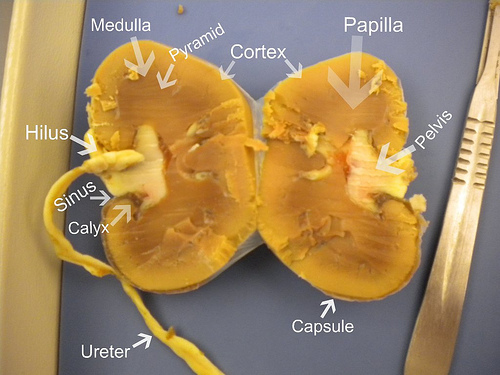 Medulla
Pyramid
Cortex
Papilla
Hilus
Pelvis
Sinus
Calyx
Capsule
Ureter